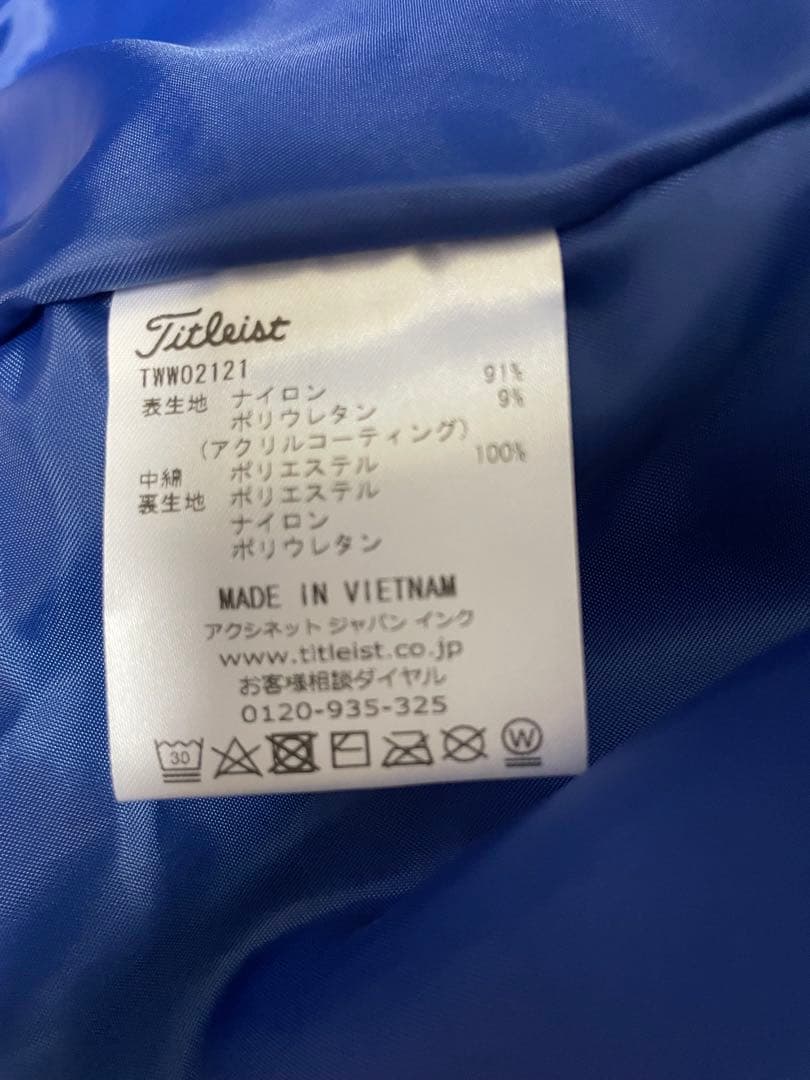 Titleist
TWW02121
表生地 ナイロン 91%
ポリウレタン 9%
(アクリルコーティング)
中綿 ポリエステル 100%
裏生地 ポリエステル
ナイロン
ポリウレタン
MADE IN VIETNAM
アクシネット ジャパン インク
www.titleist.co.jp
お客様相談ダイヤル
0120-935-325
30 W